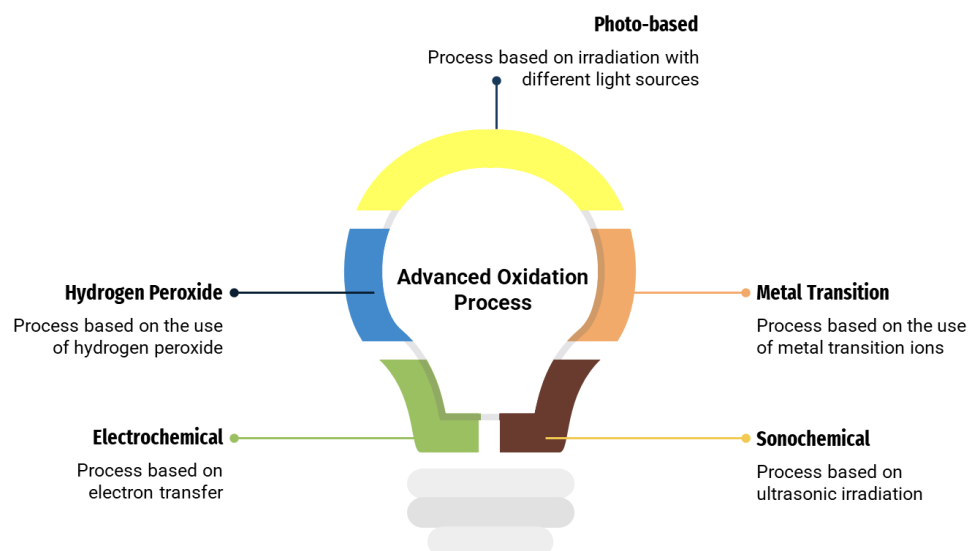 Photo-based
Process based on irradiation with
different light sources
Advanced Oxidation
Process
Hydrogen Peroxide
Process based on the use
of hydrogen peroxide
Metal Transition
Process based on the use
of metal transition ions
Electrochemical
Process based on
electron transfer
Sonochemical
Process based on
ultrasonic irradiation